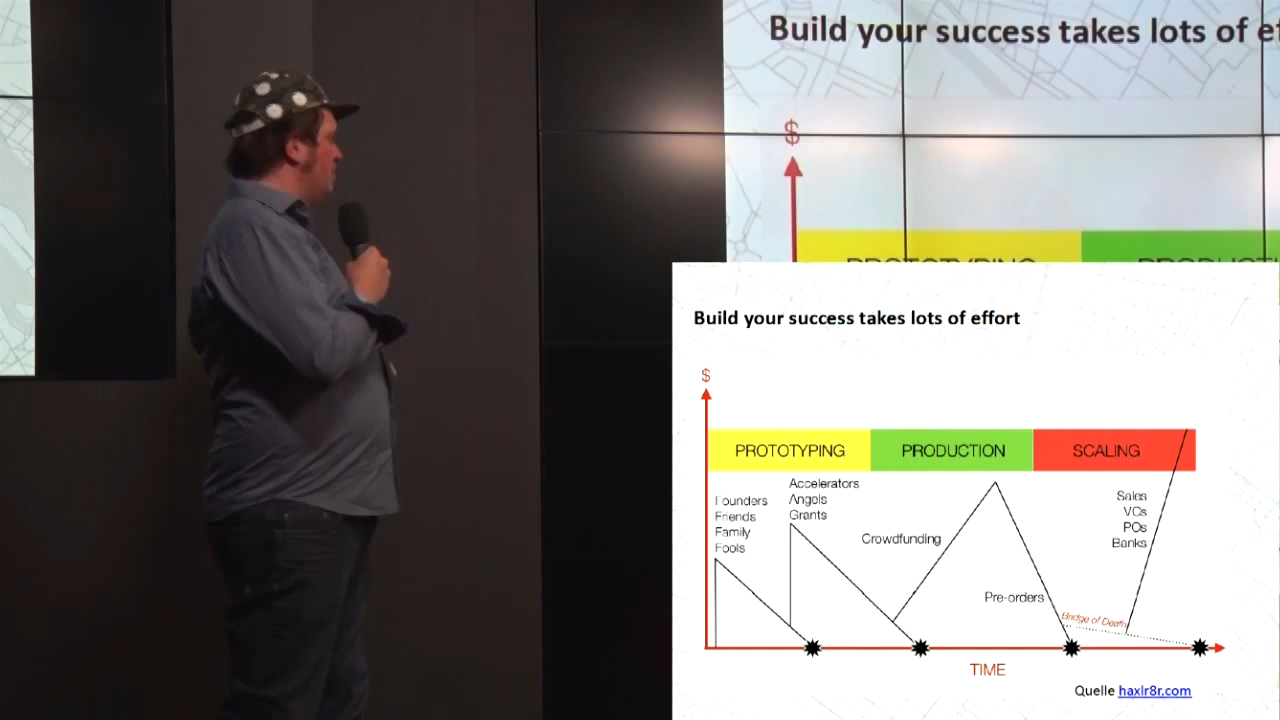 Build your success takes lots of ef
$
PROTOTYPING PRODUCTI
Build your success takes lots of effort
$
PROTOTYPING PRODUCTION SCALING
Founders
Friends
Family
Fools
Accelerators
Angels
Grants
Crowdfunding
Pre-orders
Sales
VCs
POs
Banks
Bridge of Death
TIME
Quelle haxlr8r.com